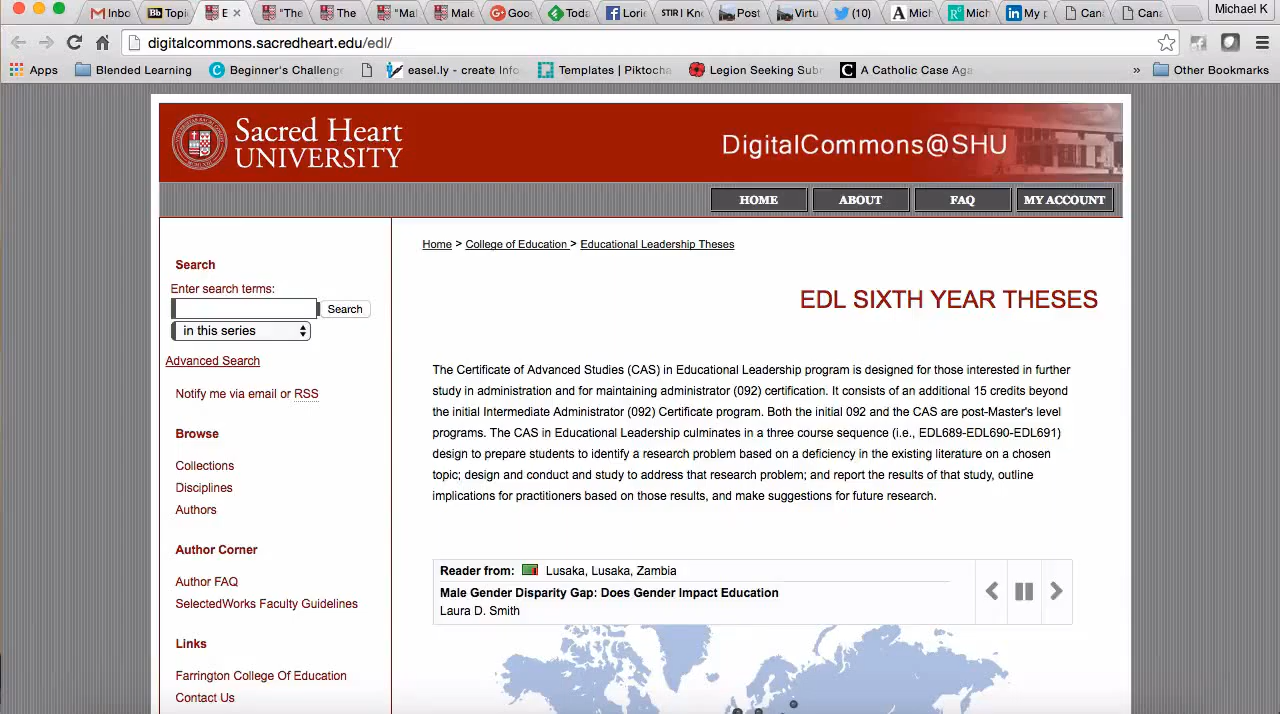 Michael K
Inbo
Topi
E
"The
The
"Mal
Male
Goo
Toda
Lorie
STIR | Kn
Post
Virtu
(10)
Mich
Mich
My p
Can
Can
digitalcommons.sacredheart.edu/edl/
Apps
Blended Learning
Beginner's Challeng
easel.ly - create Info
Templates | Piktocha
Legion Seeking Sub
A Catholic Case Aga
»
Other Bookmarks
Sacred Heart
UNIVERSITY
DigitalCommons@SHU
HOME
ABOUT
FAQ
MY ACCOUNT
Home > College of Education > Educational Leadership Theses
Search
Enter search terms:
Search
in this series
Advanced Search
Notify me via email or RSS
Browse
Collections
Disciplines
Authors
Author Corner
Author FAQ
SelectedWorks Faculty Guidelines
Links
Farrington College Of Education
Contact Us
EDL SIXTH YEAR THESES
The Certificate of Advanced Studies (CAS) in Educational Leadership program is designed for those interested in further
study in administration and for maintaining administrator (092) certification. It consists of an additional 15 credits beyond
the initial Intermediate Administrator (092) Certificate program. Both the initial 092 and the CAS are post-Master's level
programs. The CAS in Educational Leadership culminates in a three course sequence (i.e., EDL689-EDL690-EDL691)
design to prepare students to identify a research problem based on a deficiency in the existing literature on a chosen
topic; design and conduct and study to address that research problem; and report the results of that study, outline
implications for practitioners based on those results, and make suggestions for future research.
Reader from: Lusaka, Lusaka, Zambia
Male Gender Disparity Gap: Does Gender Impact Education
Laura D. Smith